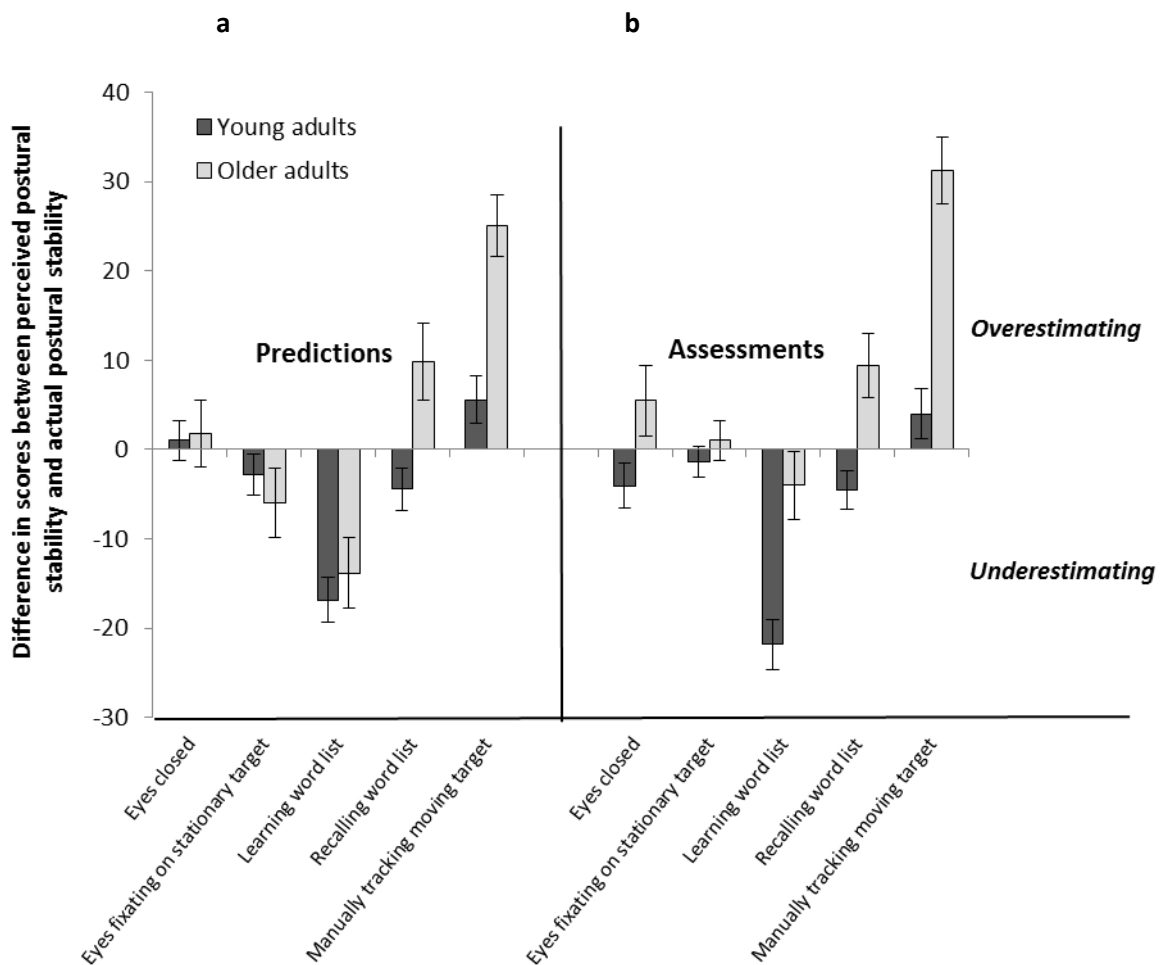 a
b
Difference in scores between perceived postural
stability and actual postural stability
40
30
20
10
0
-10
-20
-30
Young adults
Older adults
Predictions
Assessments
Overestimating
Underestimating
Eyes closed
Eyes fixating on stationary target
Learning word list
Recalling word list
Manually tracking moving target
Eyes closed
Eyes fixating on stationary target
Learning word list
Recalling word list
Manually tracking moving target